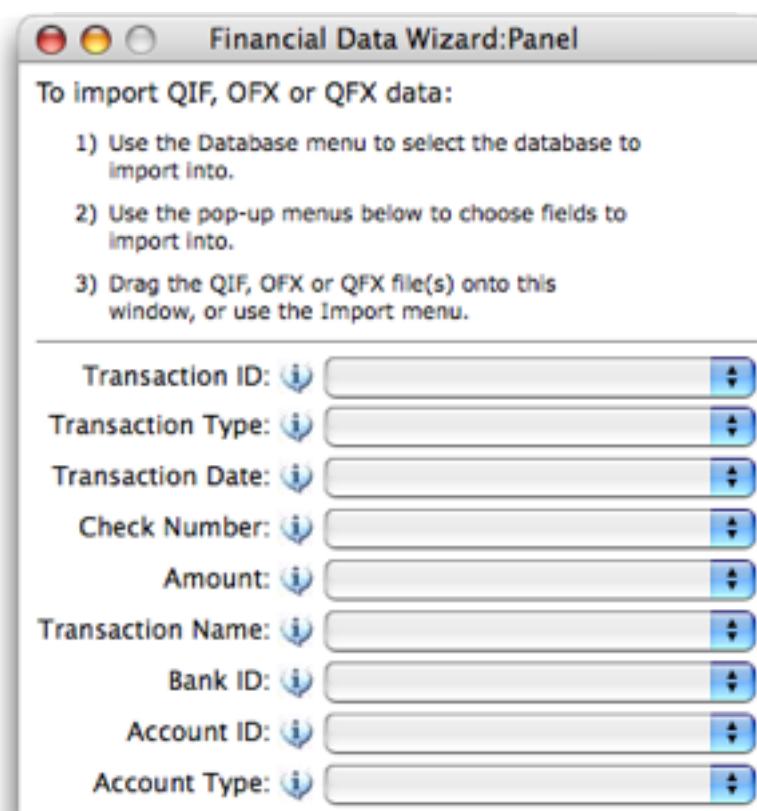 Financial Data Wizard:Panel
To import QIF, OFX or QFX data:
1) Use the Database menu to select the database to
import into.
2) Use the pop-up menus below to choose fields to
import into.
3) Drag the QIF, OFX or QFX file(s) onto this
window, or use the Import menu.
Transaction ID:
Transaction Type:
Transaction Date:
Check Number:
Amount:
Transaction Name:
Bank ID:
Account ID:
Account Type: